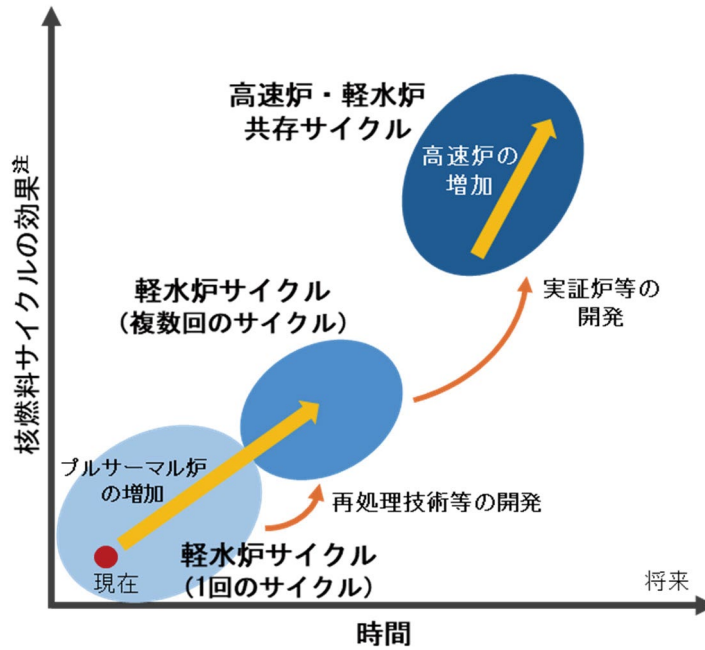 高速炉・軽水炉
共存サイクル
高速炉の
増加
実証炉等の
開発
軽水炉サイクル
（複数回のサイクル）
プルサーマル炉
の増加
再処理技術等の開発
軽水炉サイクル
（1回のサイクル）
現在
将来
時間
核燃料サイクルの効果注